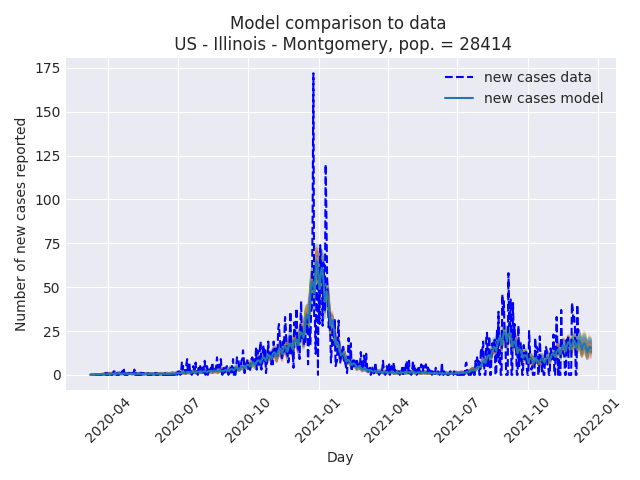 Model comparison to data
US - Illinois - Montgomery, pop. = 28414
new cases data
new cases model
Number of new cases reported
175
150
125
100
75
50
25
0
2020-04
2020-07
2020-10
2021-01
2021-04
2021-07
2021-10
2022-01
Day